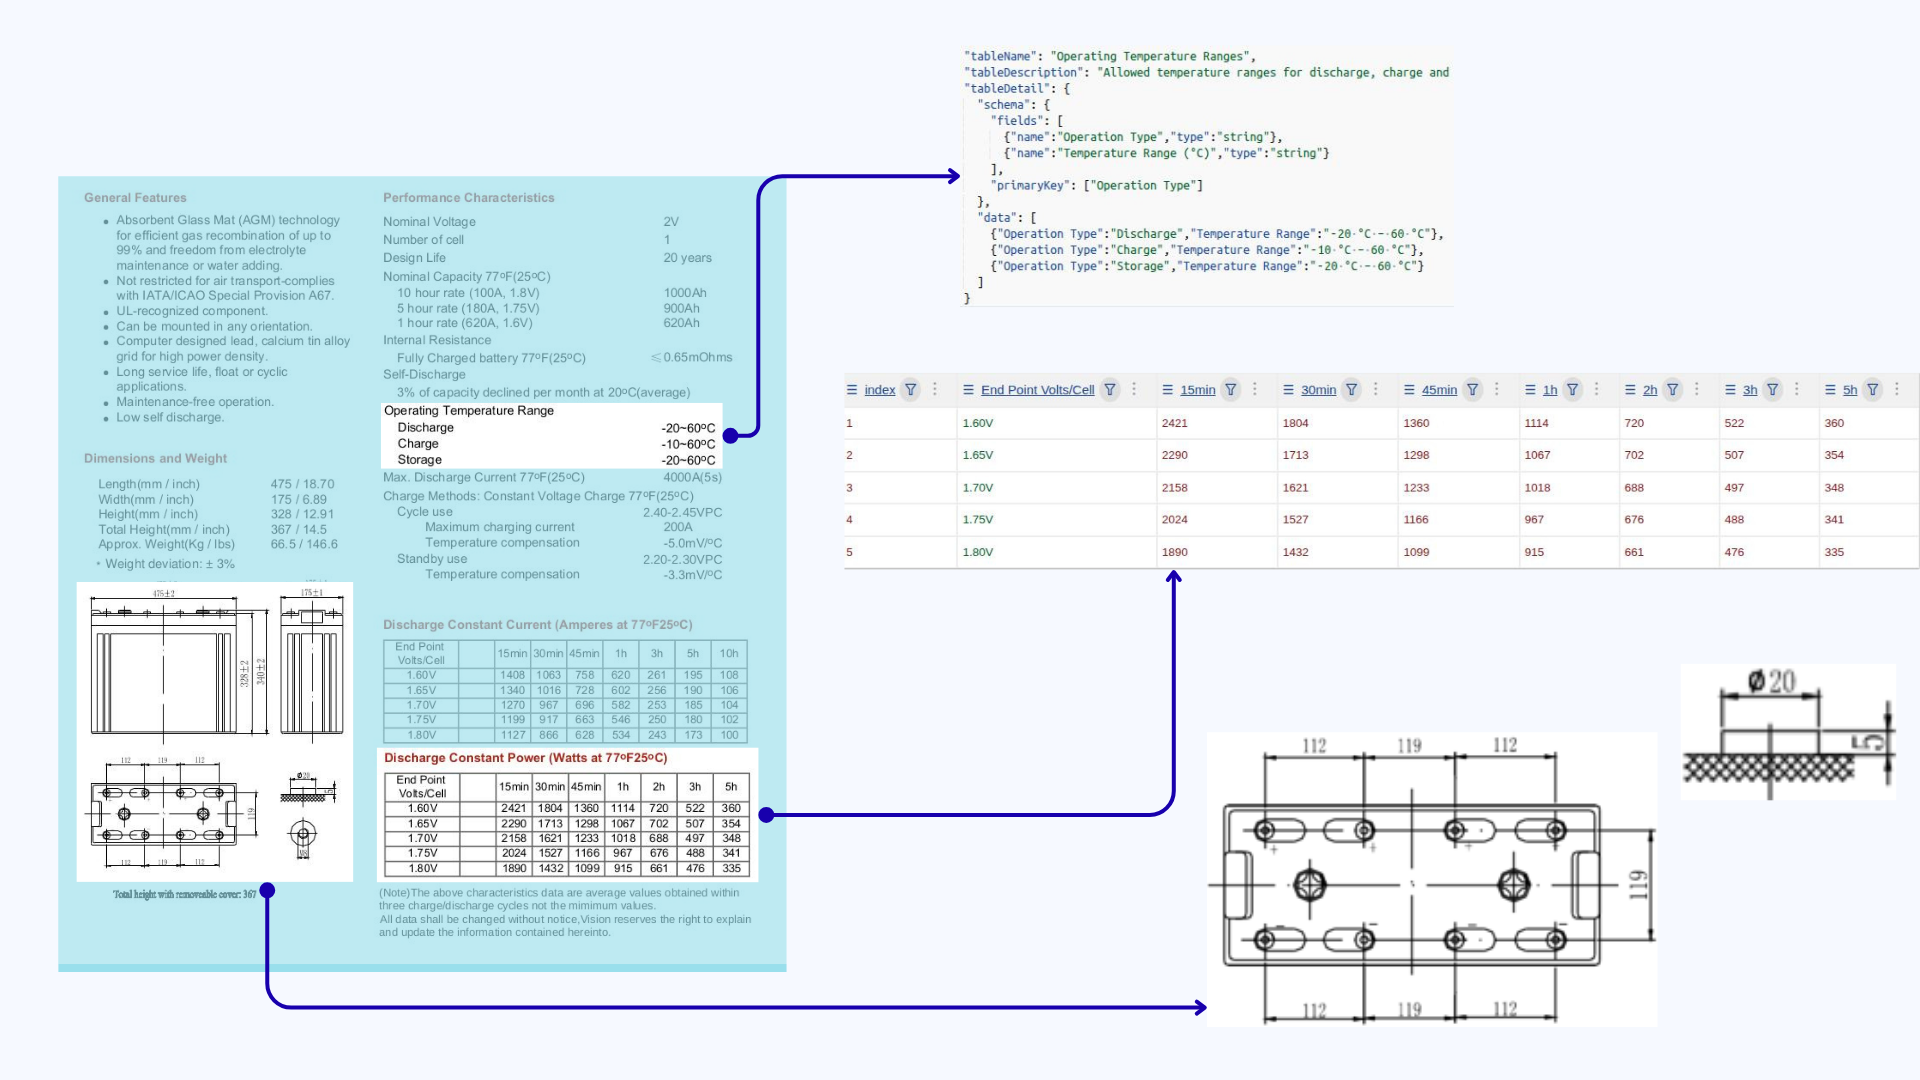 General Features
• Absorbent Glass Mat (AGM) technology
for efficient gas recombination of up to
99% and freedom from electrolyte
maintenance or water adding.
• Not restricted for air transport-complies
with IATA/ICAO Special Provision A67.
• UL-recognized component.
• Can be mounted in any orientation.
• Computer designed lead, calcium tin alloy
grid for high power density.
• Long service life, float or cyclic
applications.
• Maintenance-free operation.
• Low self discharge.
Dimensions and Weight
Length(mm / inch) 475 / 18.70
Width(mm / inch) 175 / 6.89
Height(mm / inch) 328 / 12.91
Total Height(mm / inch) 367 / 14.5
Approx. Weight(Kg / lbs) 66.5 / 146.6
• Weight deviation: ± 3%
475±2 175±1
328±2 340±2
112 119 112 Ø20
5
119
M8
112 119 112
Total height with removeable cover: 367
Performance Characteristics
Nominal Voltage 2V
Number of cell 1
Design Life 20 years
Nominal Capacity 77ºF(25ºC)
10 hour rate (100A, 1.8V) 1000Ah
5 hour rate (180A, 1.75V) 900Ah
1 hour rate (620A, 1.6V) 620Ah
Internal Resistance
Fully Charged battery 77ºF(25ºC) ≤0.65mOhms
Self-Discharge
3% of capacity declined per month at 20ºC(average)
Operating Temperature Range
Discharge -20~60ºC
Charge -10~60ºC
Storage -20~60ºC
Max. Discharge Current 77ºF(25ºC) 4000A(5s)
Charge Methods: Constant Voltage Charge 77ºF(25ºC)
Cycle use 2.40-2.45VPC
Maximum charging current 200A
Temperature compensation -5.0mV/ºC
Standby use 2.20-2.30VPC
Temperature compensation -3.3mV/ºC
Discharge Constant Current (Amperes at 77ºF25ºC)
End Point
Volts/Cell 15min 30min 45min 1h 3h 5h 10h
1.60V 1408 1063 758 620 261 195 108
1.65V 1340 1016 728 602 256 190 106
1.70V 1270 967 696 582 253 185 104
1.75V 1199 917 663 546 250 180 102
1.80V 1127 866 628 534 243 173 100
Discharge Constant Power (Watts at 77ºF25ºC)
End Point
Volts/Cell 15min 30min 45min 1h 2h 3h 5h
1.60V 2421 1804 1360 1114 720 522 360
1.65V 2290 1713 1298 1067 702 507 354
1.70V 2158 1621 1233 1018 688 497 348
1.75V 2024 1527 1166 967 676 488 341
1.80V 1890 1432 1099 915 661 476 335
(Note)The above characteristics data are average values obtained within
three charge/discharge cycles not the mimimum values.
All data shall be changed without notice,Vision reserves the right to explain
and update the information contained hereinto.
"tableName": "Operating Temperature Ranges",
"tableDescription": "Allowed temperature ranges for discharge, charge and
"tableDetail": {
"schema": {
"fields": [
{"name":"Operation Type","type":"string"},
{"name":"Temperature Range (°C)","type":"string"}
],
"primaryKey": ["Operation Type"]
},
"data": [
{"Operation Type":"Discharge","Temperature Range":"-20·°C·–·60·°C"},
{"Operation Type":"Charge","Temperature Range":"-10·°C·–·60·°C"},
{"Operation Type":"Storage","Temperature Range":"-20·°C·–·60·°C"}
]
}
index End Point Volts/Cell 15min 30min 45min 1h 2h 3h 5h
1 1.60V 2421 1804 1360 1114 720 522 360
2 1.65V 2290 1713 1298 1067 702 507 354
3 1.70V 2158 1621 1233 1018 688 497 348
4 1.75V 2024 1527 1166 967 676 488 341
5 1.80V 1890 1432 1099 915 661 476 335
Ø20
5
112 119 112
119
112 119 112